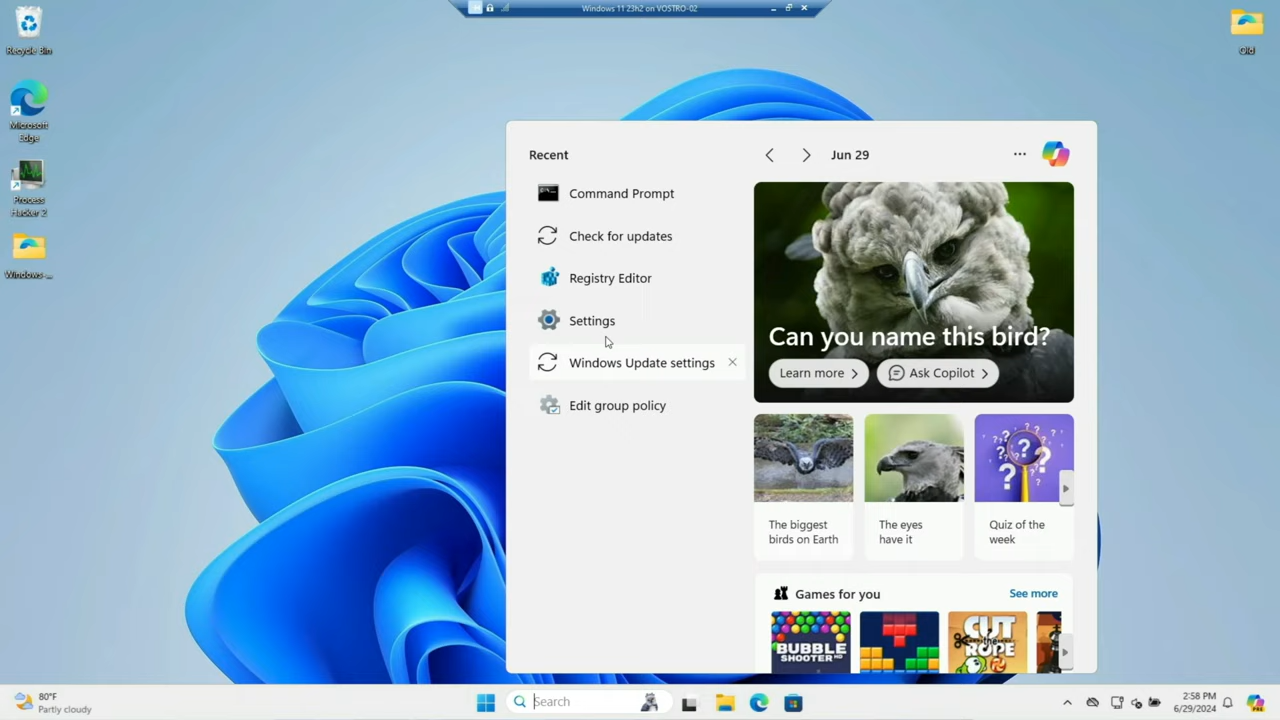 Windows 11 23h2 on VOSTRO-02
Recycle Bin
Microsoft
Edge
Process
Hacker 2
Windows-...
Old
Recent
Command Prompt
Check for updates
Registry Editor
Settings
Windows Update settings
Edit group policy
Jun 29
Can you name this bird?
Learn more
Ask Copilot
The biggest
birds on Earth
The eyes
have it
Quiz of the
week
Games for you
See more
BUBBLE
SHOOTER HD
CUT
the
ROPE
80°F
Partly cloudy
Search
2:58 PM
6/29/2024
PRE